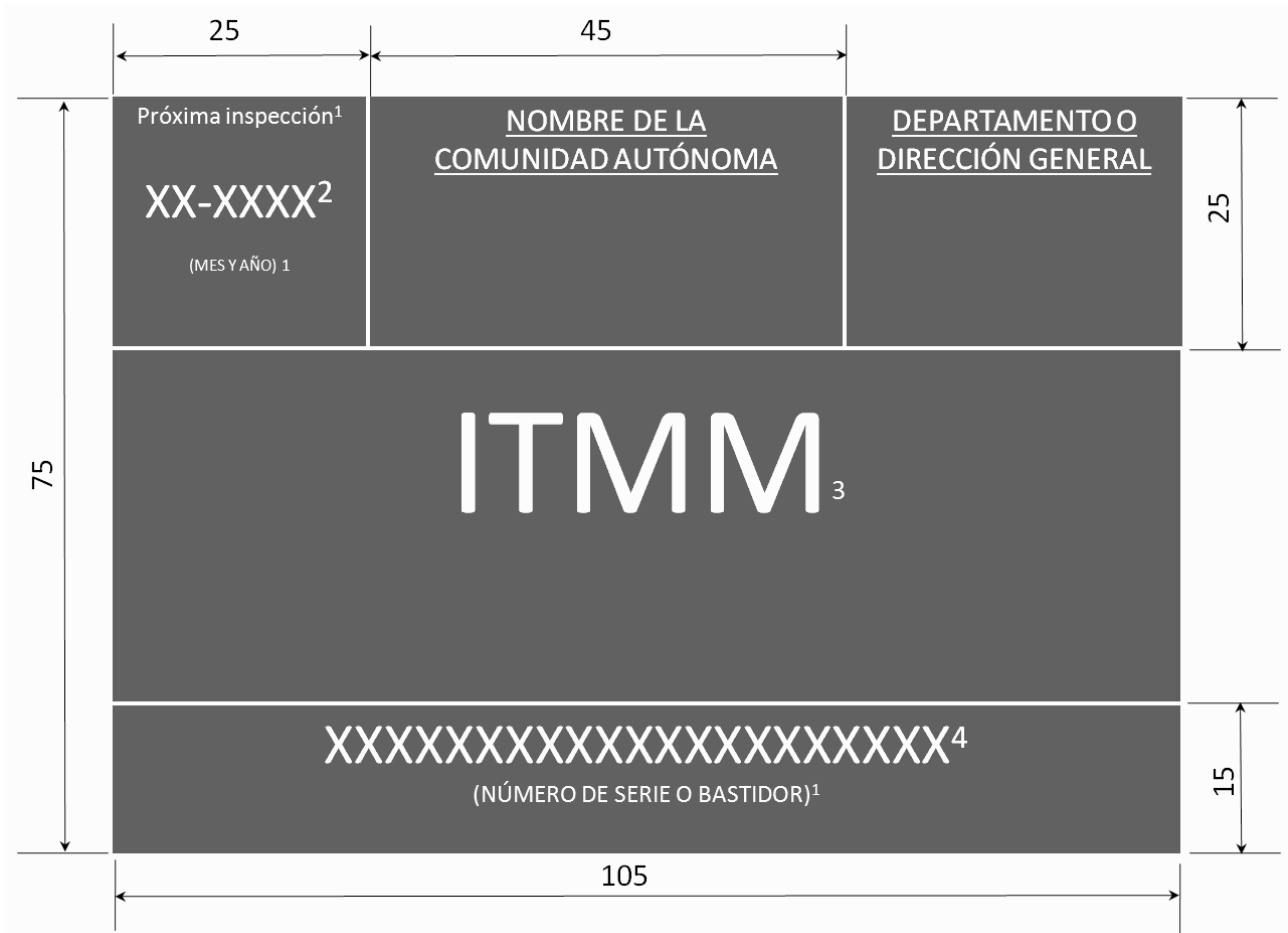 25
45
Próxima inspección¹
XX-XXXX²
(MES Y AÑO) 1
NOMBRE DE LA
COMUNIDAD AUTÓNOMA
DEPARTAMENTO O
DIRECCIÓN GENERAL
25
75
ITMM₃
XXXXXXXXXXXXXXXXXXXXX⁴
(NÚMERO DE SERIE O BASTIDOR)¹
15
105